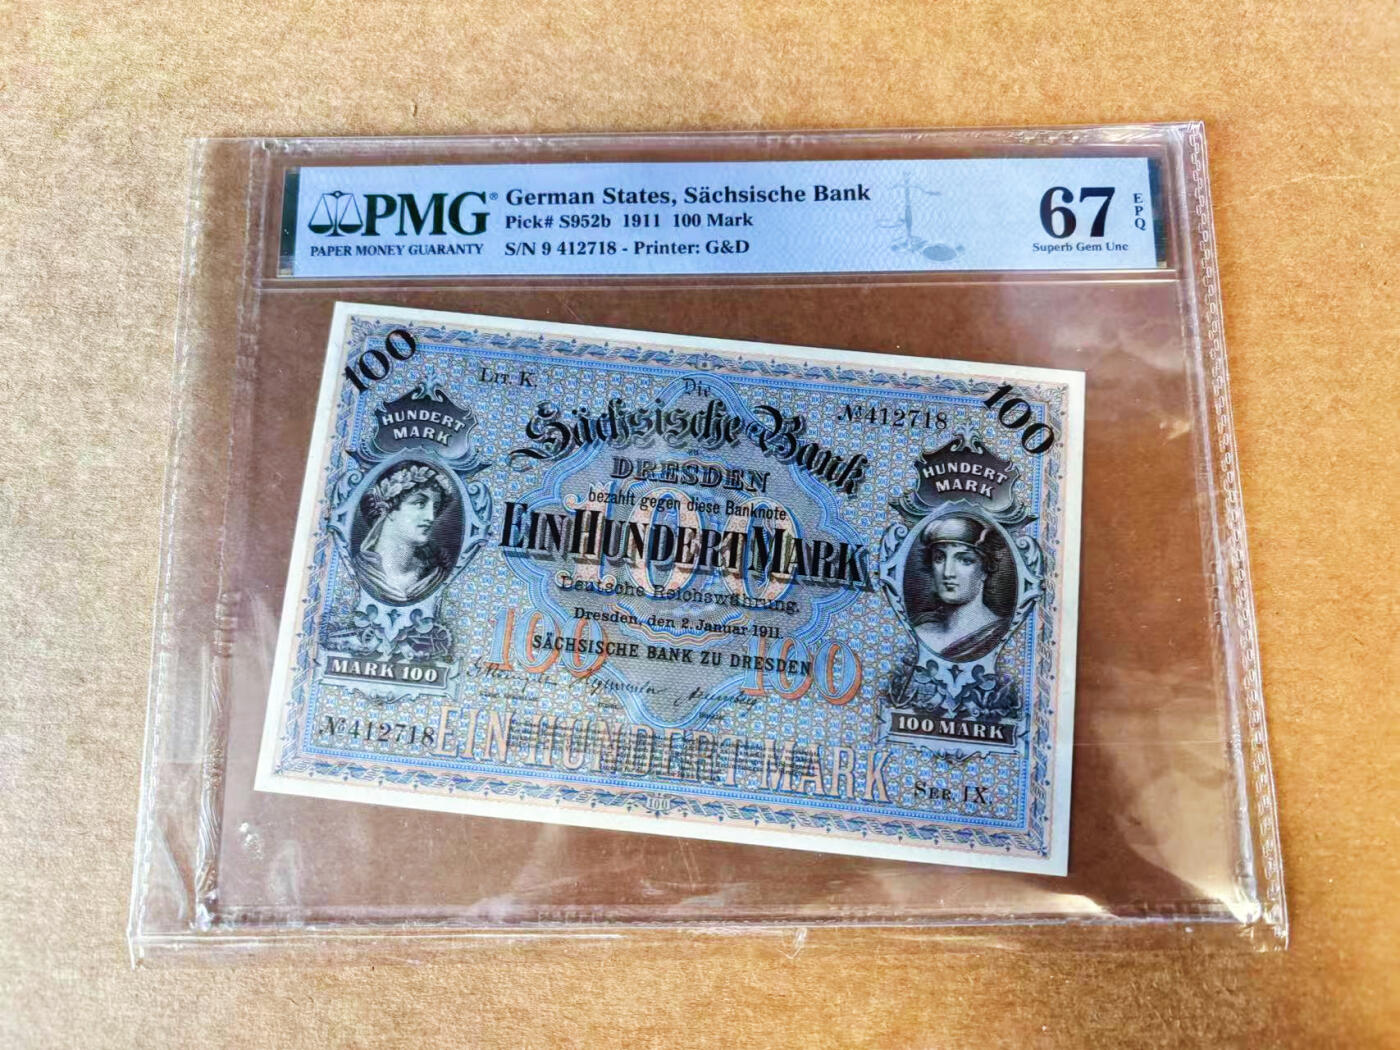 PMG®
PAPER MONEY GUARANTY
German States, Sächsische Bank
Pick# S952b 1911 100 Mark
S/N 9 412718 - Printer: G&D
67
EPQ
Superb Gem Unc
100
LIT. K.
№412718
100
HUNDERT
MARK
HUNDERT
MARK
Die
Sächsische Bank
zu
DRESDEN
bezahlt gegen diese Banknote
100
EIN HUNDERT MARK
Deutsche Reichswährung.
Dresden, den 2. Januar 1911.
SÄCHSISCHE BANK ZU DRESDEN
100
100
MARK 100
100 MARK
№412718
EIN HUNDERT MARK
SER. IX.
100